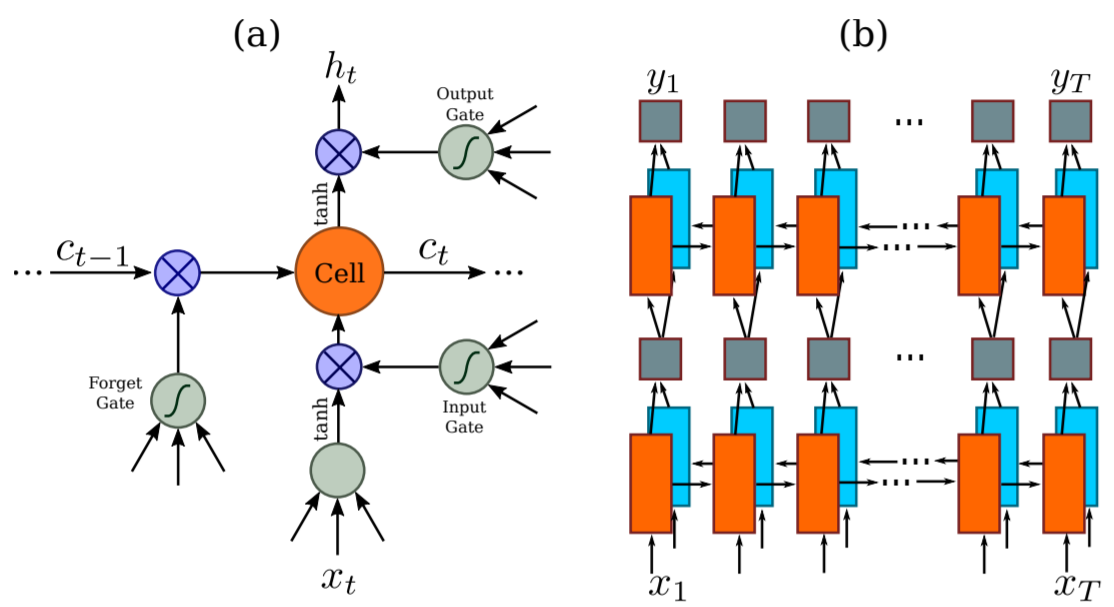 (a)
h_t
Output
Gate
tanh
c_{t-1}
...
Cell
c_t
...
Forget
Gate
tanh
Input
Gate
x_t
(b)
y_1
y_T
...
...
...
...
...
...
x_1
x_T